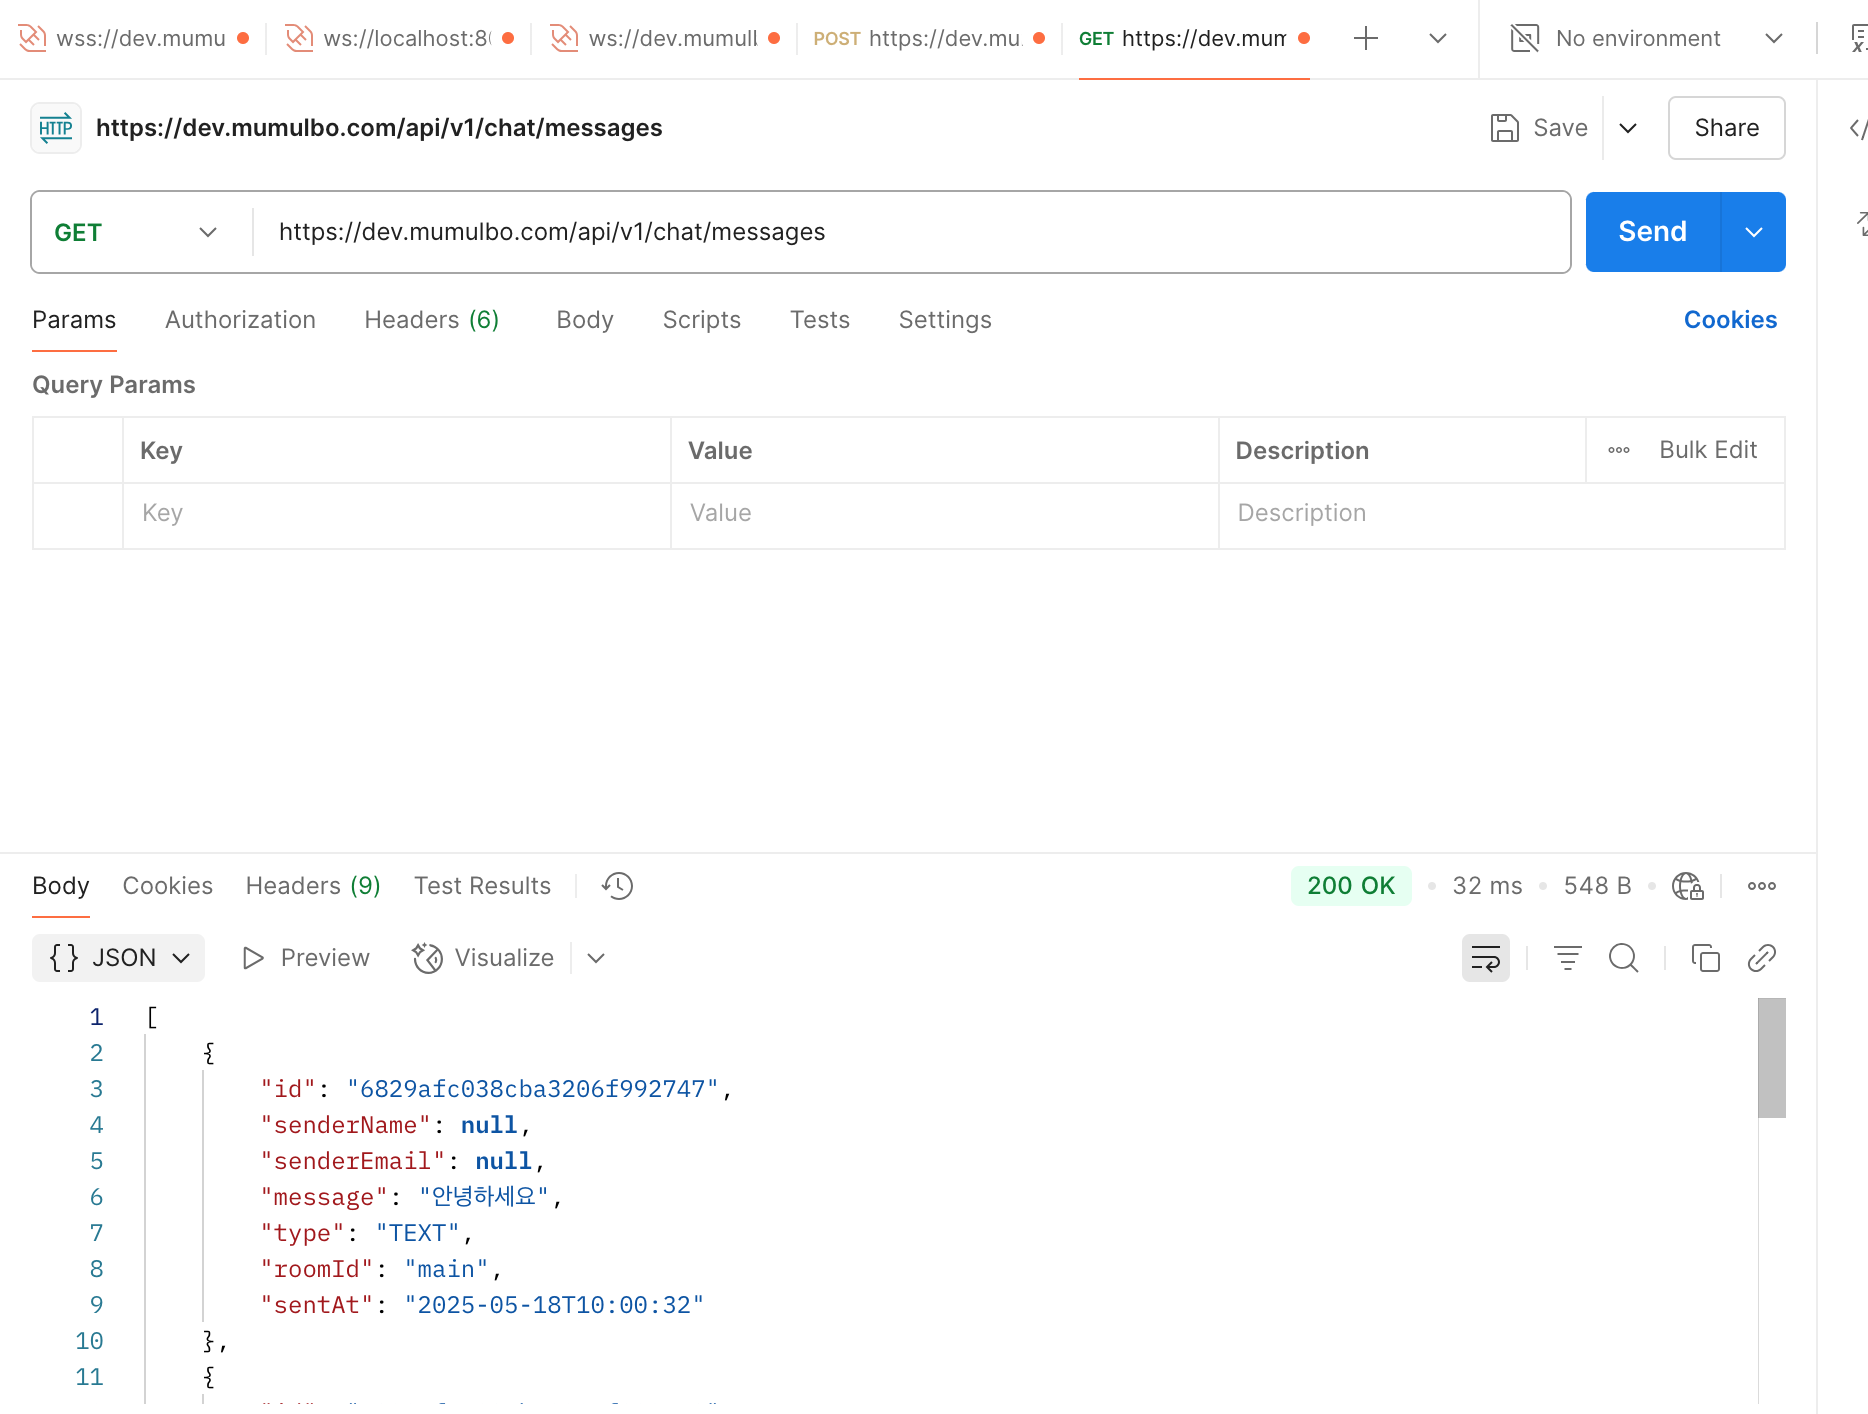 wss://dev.mumu
ws://localhost:8
ws://dev.mumull
POST https://dev.mu.
GET https://dev.mum
No environment
HTTP https://dev.mumulbo.com/api/v1/chat/messages
Save
Share
GET https://dev.mumulbo.com/api/v1/chat/messages
Send
Params Authorization Headers (6) Body Scripts Tests Settings Cookies
Query Params
Key Value Description Bulk Edit
Key Value Description
Body Cookies Headers (9) Test Results 200 OK 32 ms 548 B
{} JSON Preview Visualize
1 [
2 {
3 "id": "6829afc038cba3206f992747",
4 "senderName": null,
5 "senderEmail": null,
6 "message": "안녕하세요",
7 "type": "TEXT",
8 "roomId": "main",
9 "sentAt": "2025-05-18T10:00:32"
10 },
11 {